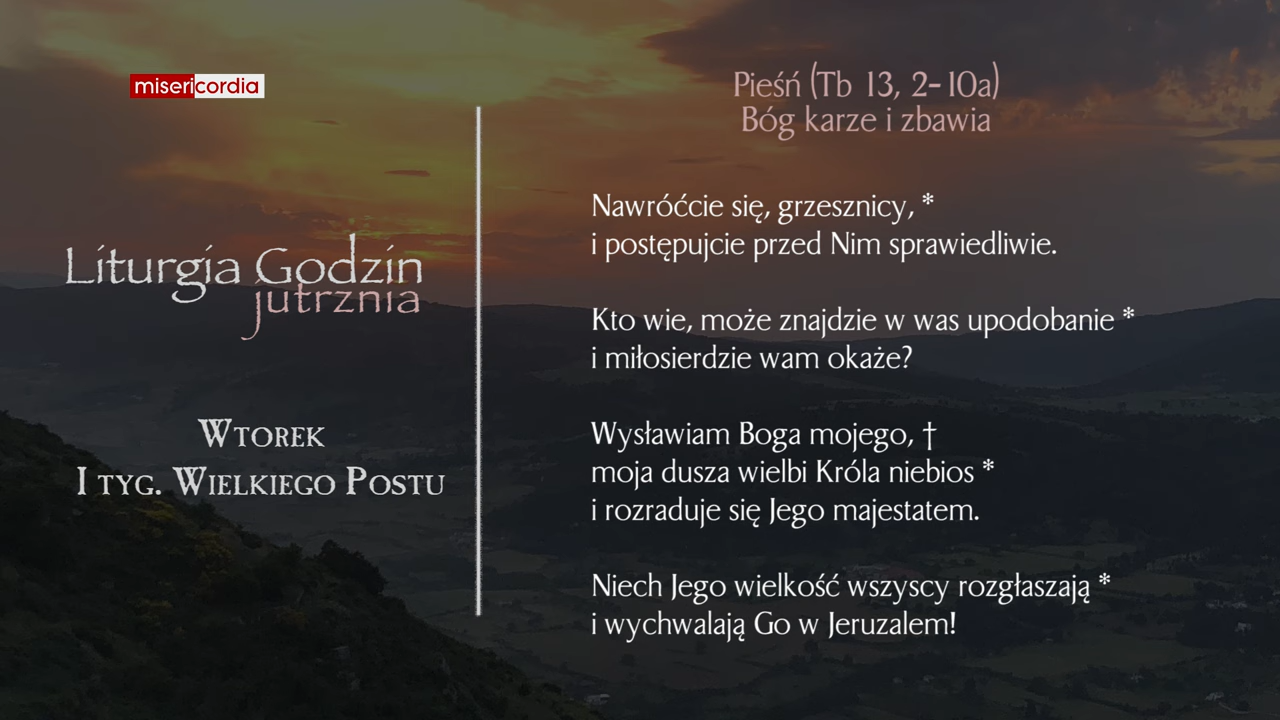 misericordia
Liturgia Godzin
jutrznia
Wtorek
I tyg. Wielkiego Postu
Pieśń (Tb 13, 2-10a)
Bóg karze i zbawia
Nawróćcie się, grzesznicy, *
i postępujcie przed Nim sprawiedliwie.
Kto wie, może znajdzie w was upodobanie *
i miłosierdzie wam okaże?
Wysławiam Boga mojego, †
moja dusza wielbi Króla niebios *
i rozraduje się Jego majestatem.
Niech Jego wielkość wszyscy rozgłaszają *
i wychwalają Go w Jeruzalem!